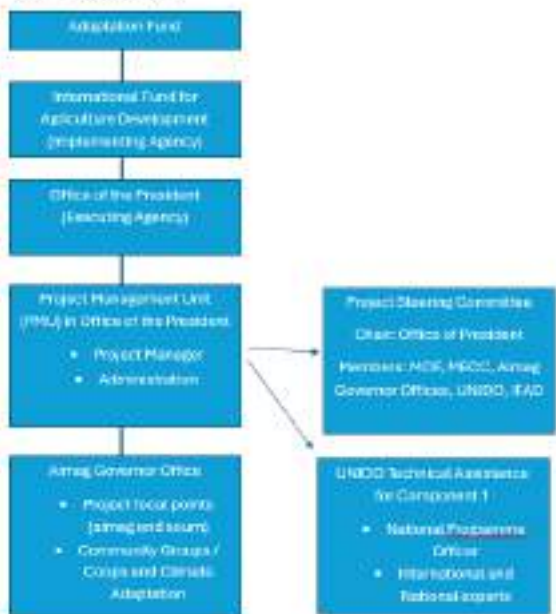 Adaptation Fund
International Fund for
Agriculture Development
(Implementing Agency)
Office of the President
(Executing Agency)
Project Management Unit
(PMU) in Office of the President
• Project Manager
• Administration
Project Steering Committee
Chair: Office of President
Members: MOF, MECC, Aimag
Governor Offices, UNIDO, IFAD
Aimag Governor Office
• Project focal points
(aimag and soum)
• Community Groups /
Coops and Climate
Adaptation
UNIDO Technical Assistance
for Component 1
• National Programme
Officer
• International and
National experts